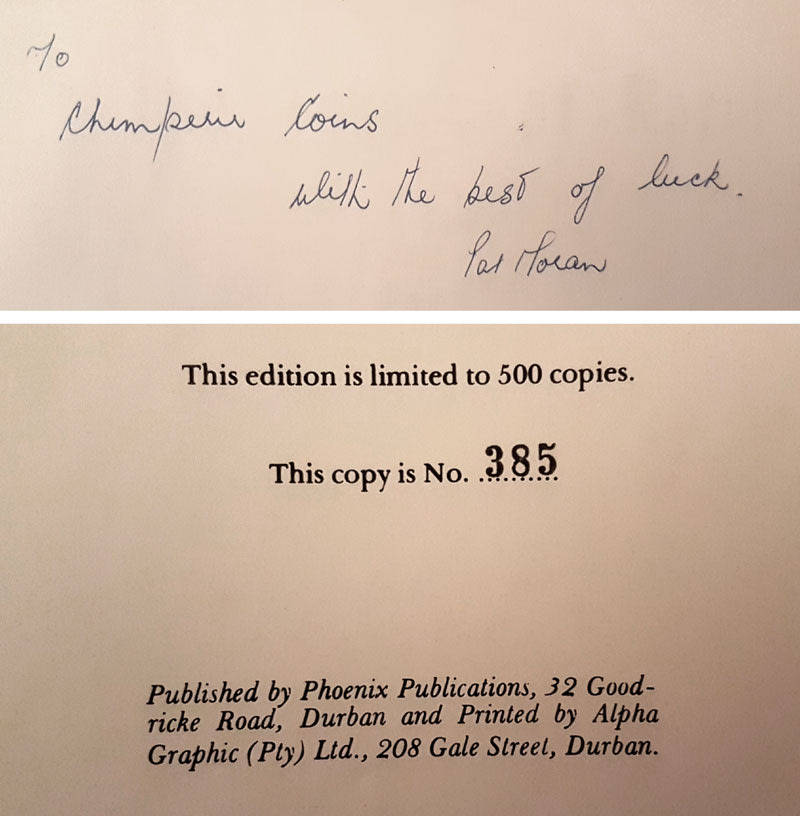 To
Coins
with the best of luck.
Pat Moran
This edition is limited to 500 copies.
This copy is No. 385
Published by Phoenix Publications, 32 Good-
ricke Road, Durban and Printed by Alpha
Graphic (Pty) Ltd., 208 Gale Street, Durban.